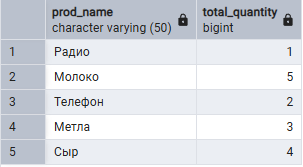 prod_name total_quantity
character varying (50) bigint
1 Радио 1
2 Молоко 5
3 Телефон 2
4 Метла 3
5 Сыр 4